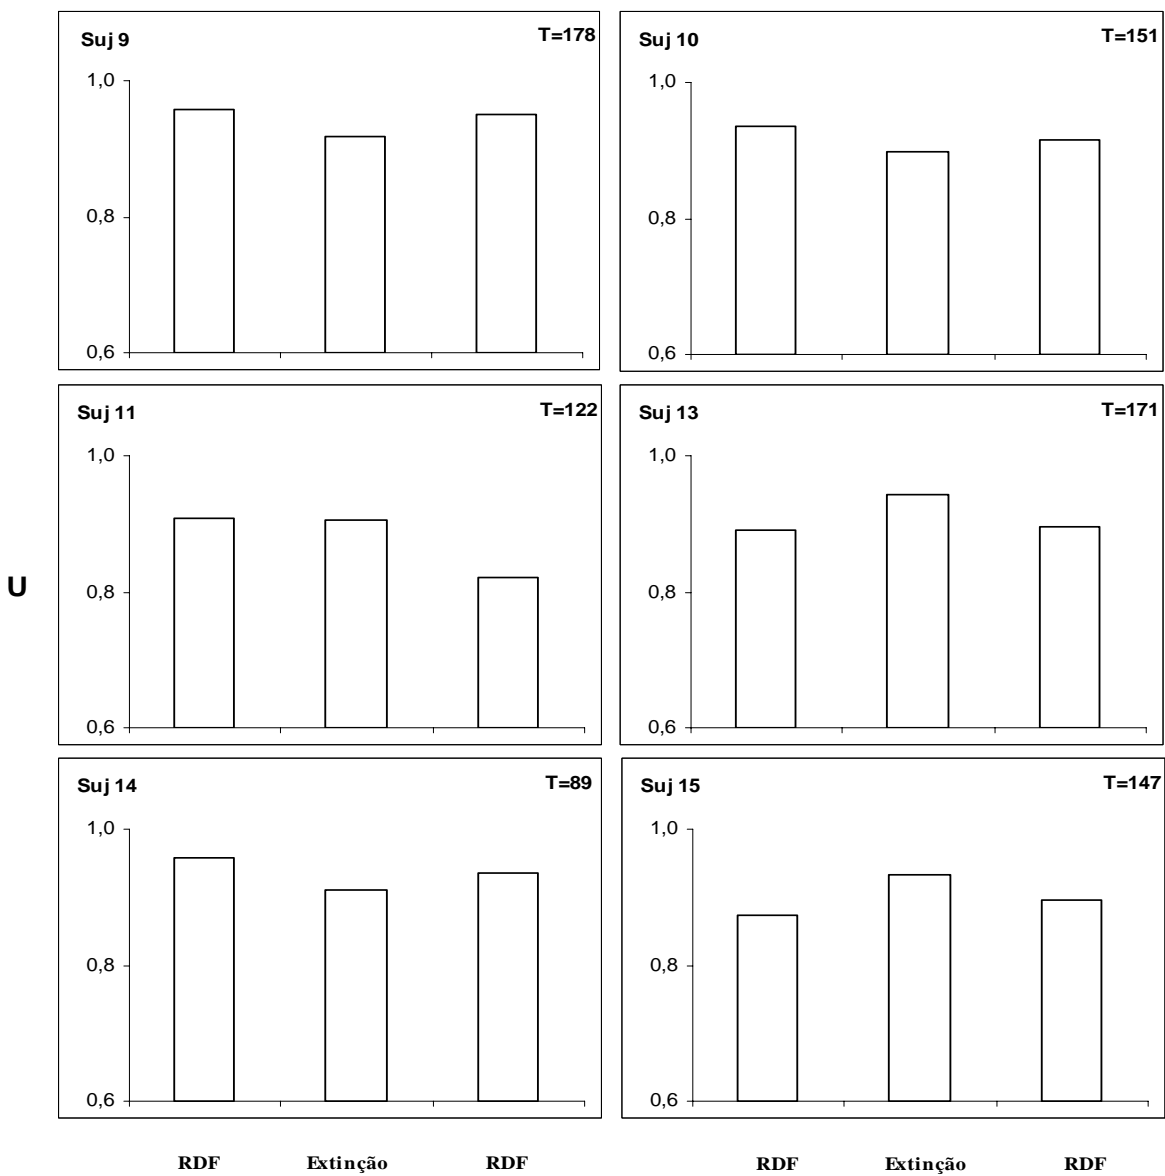 Suj 9 T=178
1,0
0,8
0,6
Suj 10 T=151
1,0
0,8
0,6
Suj 11 T=122
1,0
0,8
0,6
Suj 13 T=171
1,0
0,8
0,6
U
Suj 14 T=89
1,0
0,8
0,6
Suj 15 T=147
1,0
0,8
0,6
RDF Extinção RDF
RDF Extinção RDF